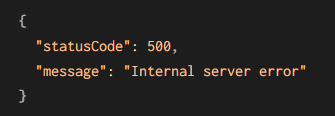 {
"statusCode": 500,
"message": "Internal server error"
}